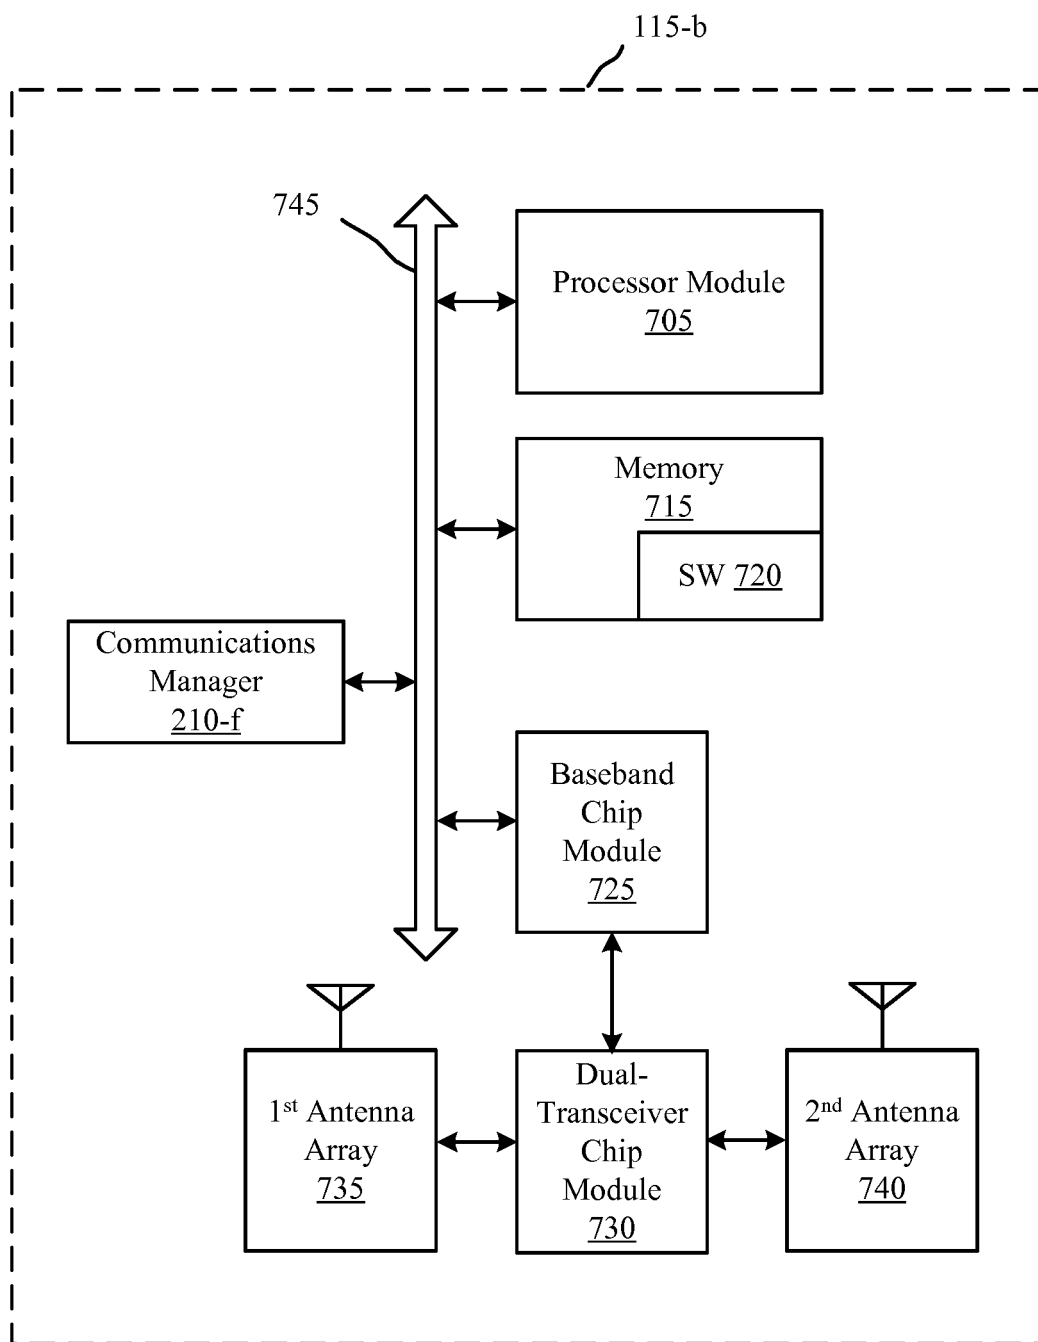 115-b
745
Processor Module
705
Memory
715
SW 720
Communications
Manager
210-f
Baseband
Chip
Module
725
1st Antenna
Array
735
Dual-
Transceiver
Chip
Module
730
2nd Antenna
Array
740